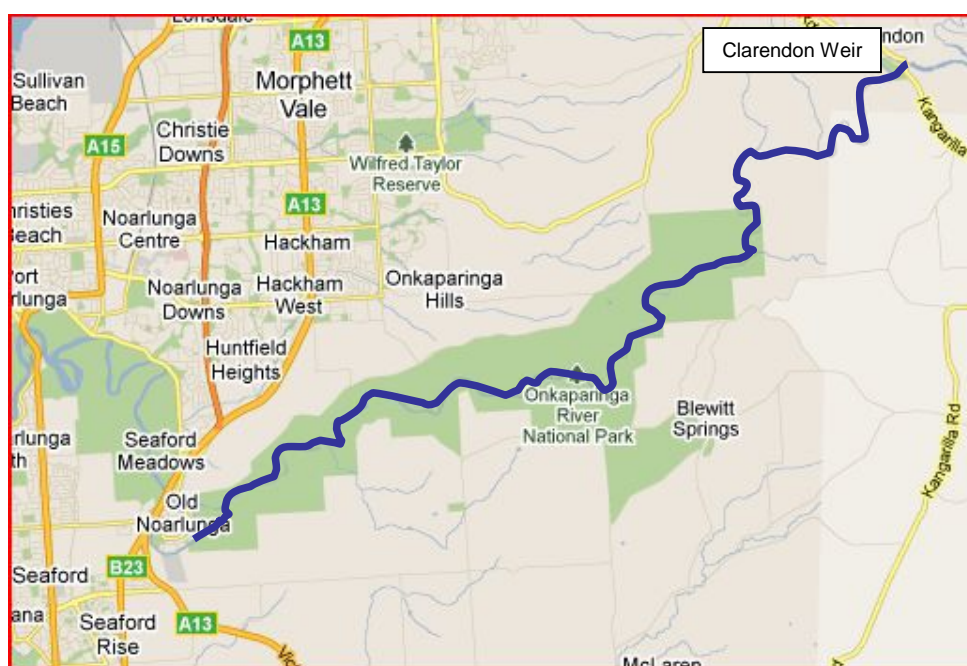 Lonsdale
A13
Clarendon Weir
Sullivan
Beach
Morphett
Vale
A15
Christie
Downs
Kangarilla
Wilfred Taylor
Reserve
A13
Noarlunga
Centre
Hackham
Onkaparinga
Hills
Noarlunga
Downs
Hackham
West
Huntfield
Heights
Onkaparinga
River
National Park
Blewitt
Springs
Kangarilla Rd
Seaford
Meadows
Old
Noarlunga
B23
Seaford
A13
Seaford
Rise
McLaren